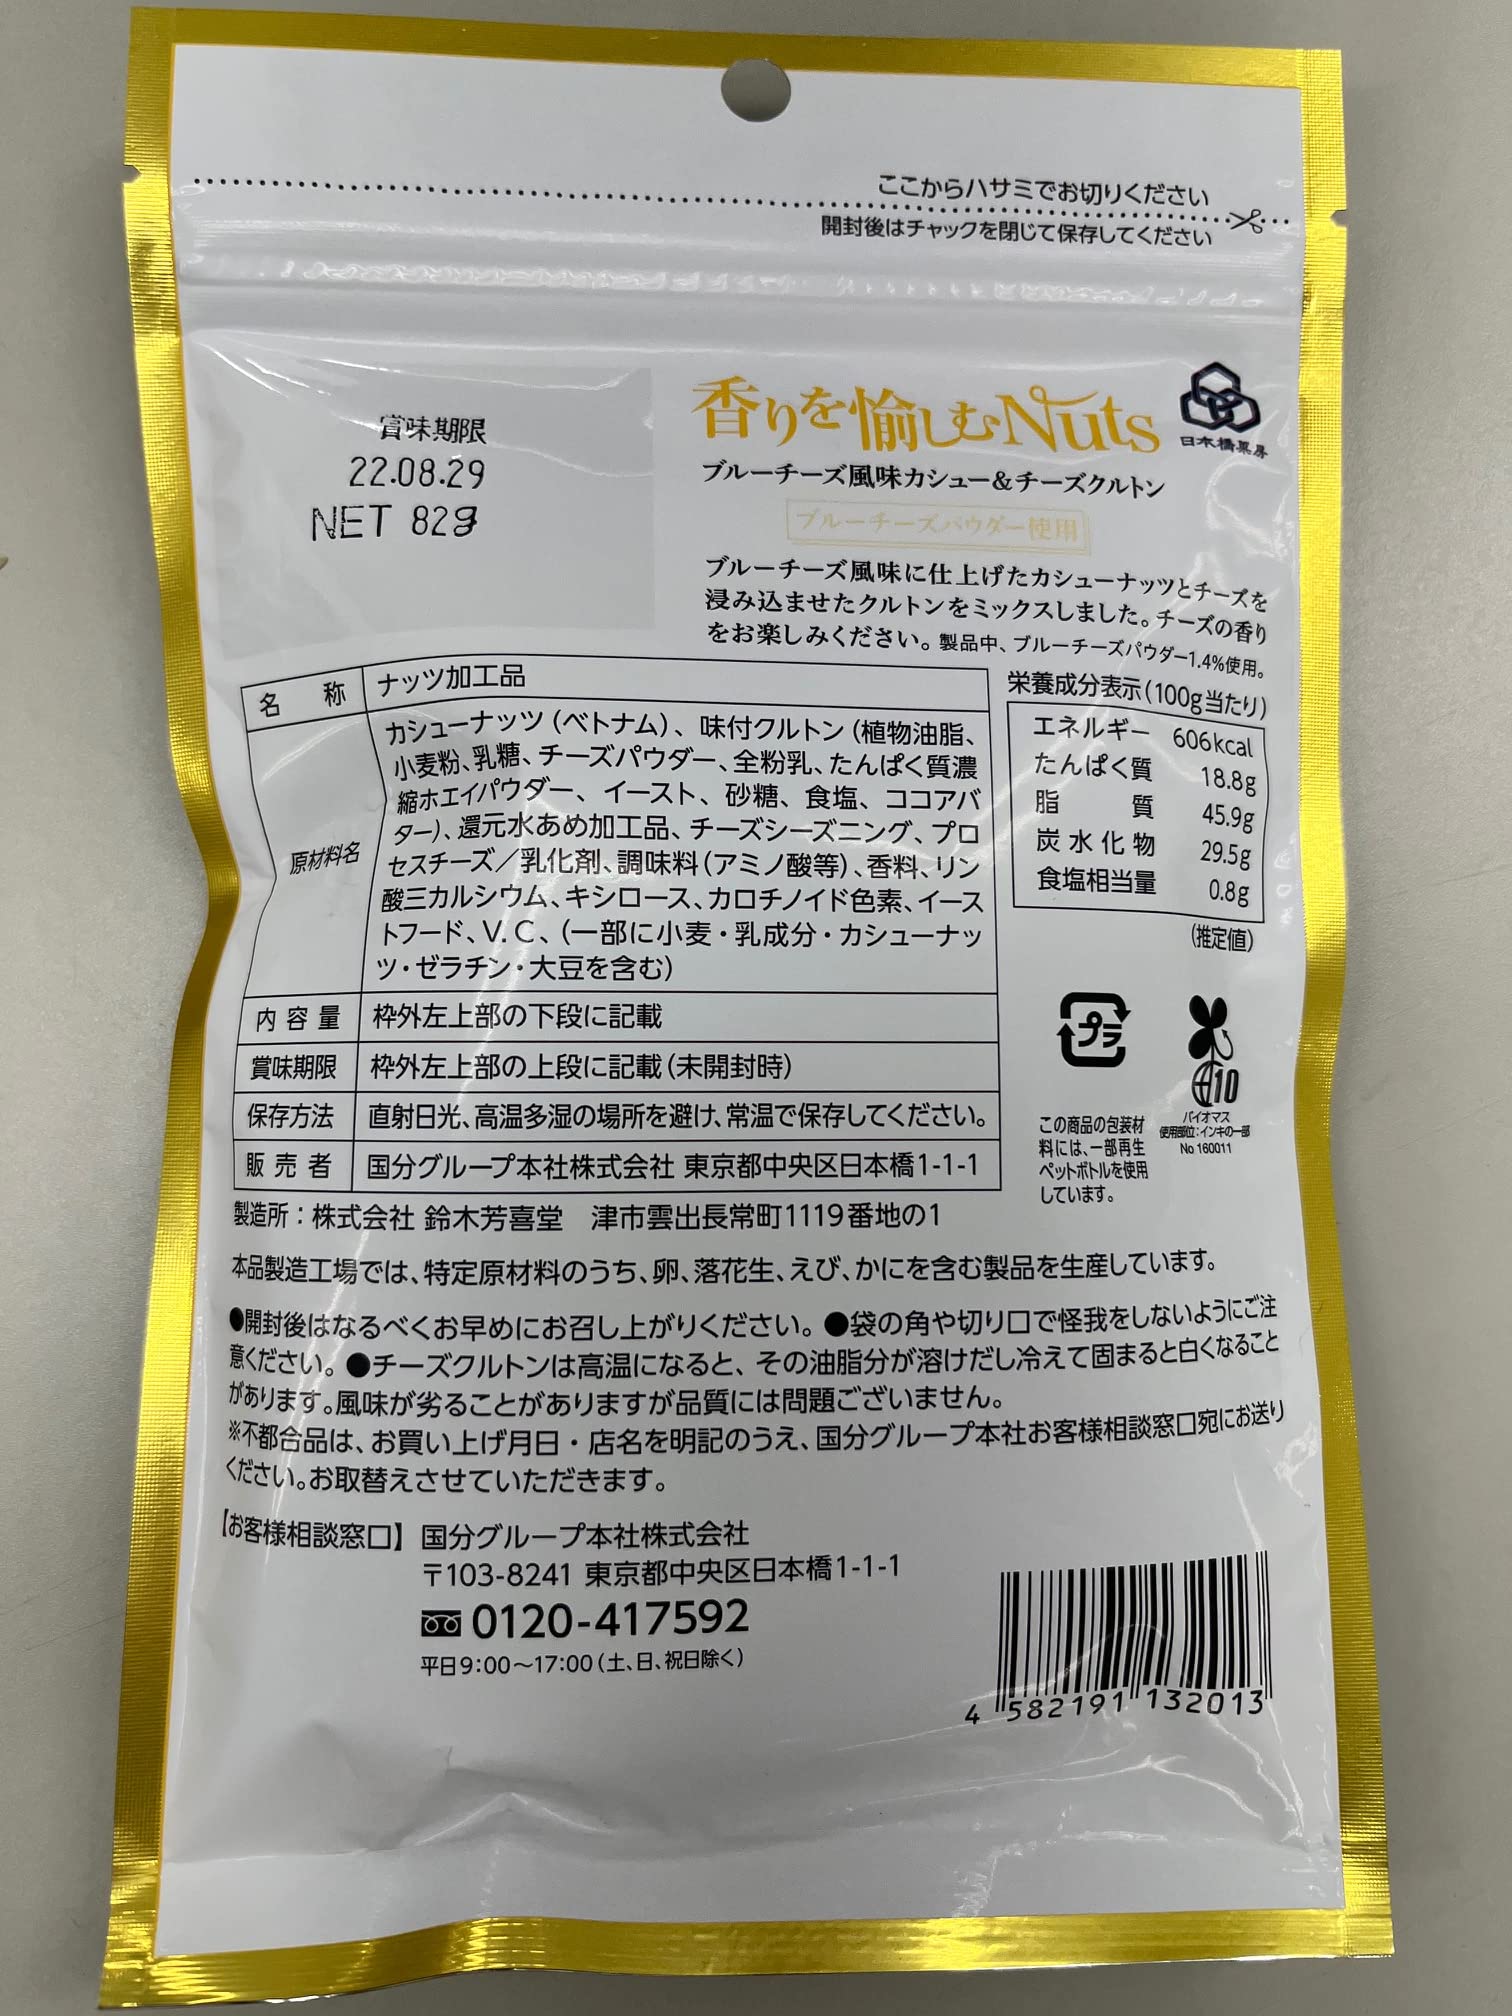 ここからハサミでお切りください
開封後はチャックを閉じて保存してください
賞味期限
22.08.29
NET 82g
香りを愉しむNuts
日本橋菓房
ブルーチーズ風味カシュー&チーズクルトン
ブルーチーズパウダー使用
ブルーチーズ風味に仕上げたカシューナッツとチーズを
浸み込ませたクルトンをミックスしました。チーズの香り
をお楽しみください。製品中、ブルーチーズパウダー1.4%使用。
名称 ナッツ加工品
原材料名 カシューナッツ(ベトナム)、味付クルトン(植物油脂、
小麦粉、乳糖、チーズパウダー、全粉乳、たんぱく質濃
縮ホエイパウダー、イースト、砂糖、食塩、ココアバ
ター)、還元水あめ加工品、チーズシーズニング、プロ
セスチーズ/乳化剤、調味料(アミノ酸等)、香料、リン
酸三カルシウム、キシロース、カロチノイド色素、イース
トフード、V.C、(一部に小麦・乳成分・カシューナッ
ツ・ゼラチン・大豆を含む)
内容量 枠外左上部の下段に記載
賞味期限 枠外左上部の上段に記載(未開封時)
保存方法 直射日光、高温多湿の場所を避け、常温で保存してください。
販売者 国分グループ本社株式会社 東京都中央区日本橋1-1-1
製造所:株式会社 鈴木芳喜堂 津市雲出長常町1119番地の1
栄養成分表示(100g当たり)
エネルギー 606kcal
たんぱく質 18.8g
脂質 45.9g
炭水化物 29.5g
食塩相当量 0.8g
(推定値)
プラ
この商品の包装材
料には、一部再生
ペットボトルを使用
しています。
10
バイオマス
使用部位:インキの一部
No 160011
本品製造工場では、特定原材料のうち、卵、落花生、えび、かにを含む製品を生産しています。
●開封後はなるべくお早めにお召し上がりください。●袋の角や切り口で怪我をしないようにご注
意ください。●チーズクルトンは高温になると、その油脂分が溶けだし冷えて固まると白くなること
があります。風味が劣ることがありますが品質には問題ございません。
※不都合品は、お買い上げ月日・店名を明記のうえ、国分グループ本社お客様相談窓口宛にお送り
ください。お取替えさせていただきます。
【お客様相談窓口】国分グループ本社株式会社
〒103-8241 東京都中央区日本橋1-1-1
0120-417592
平日9:00〜17:00(土、日、祝日除く)
4 582191 132013